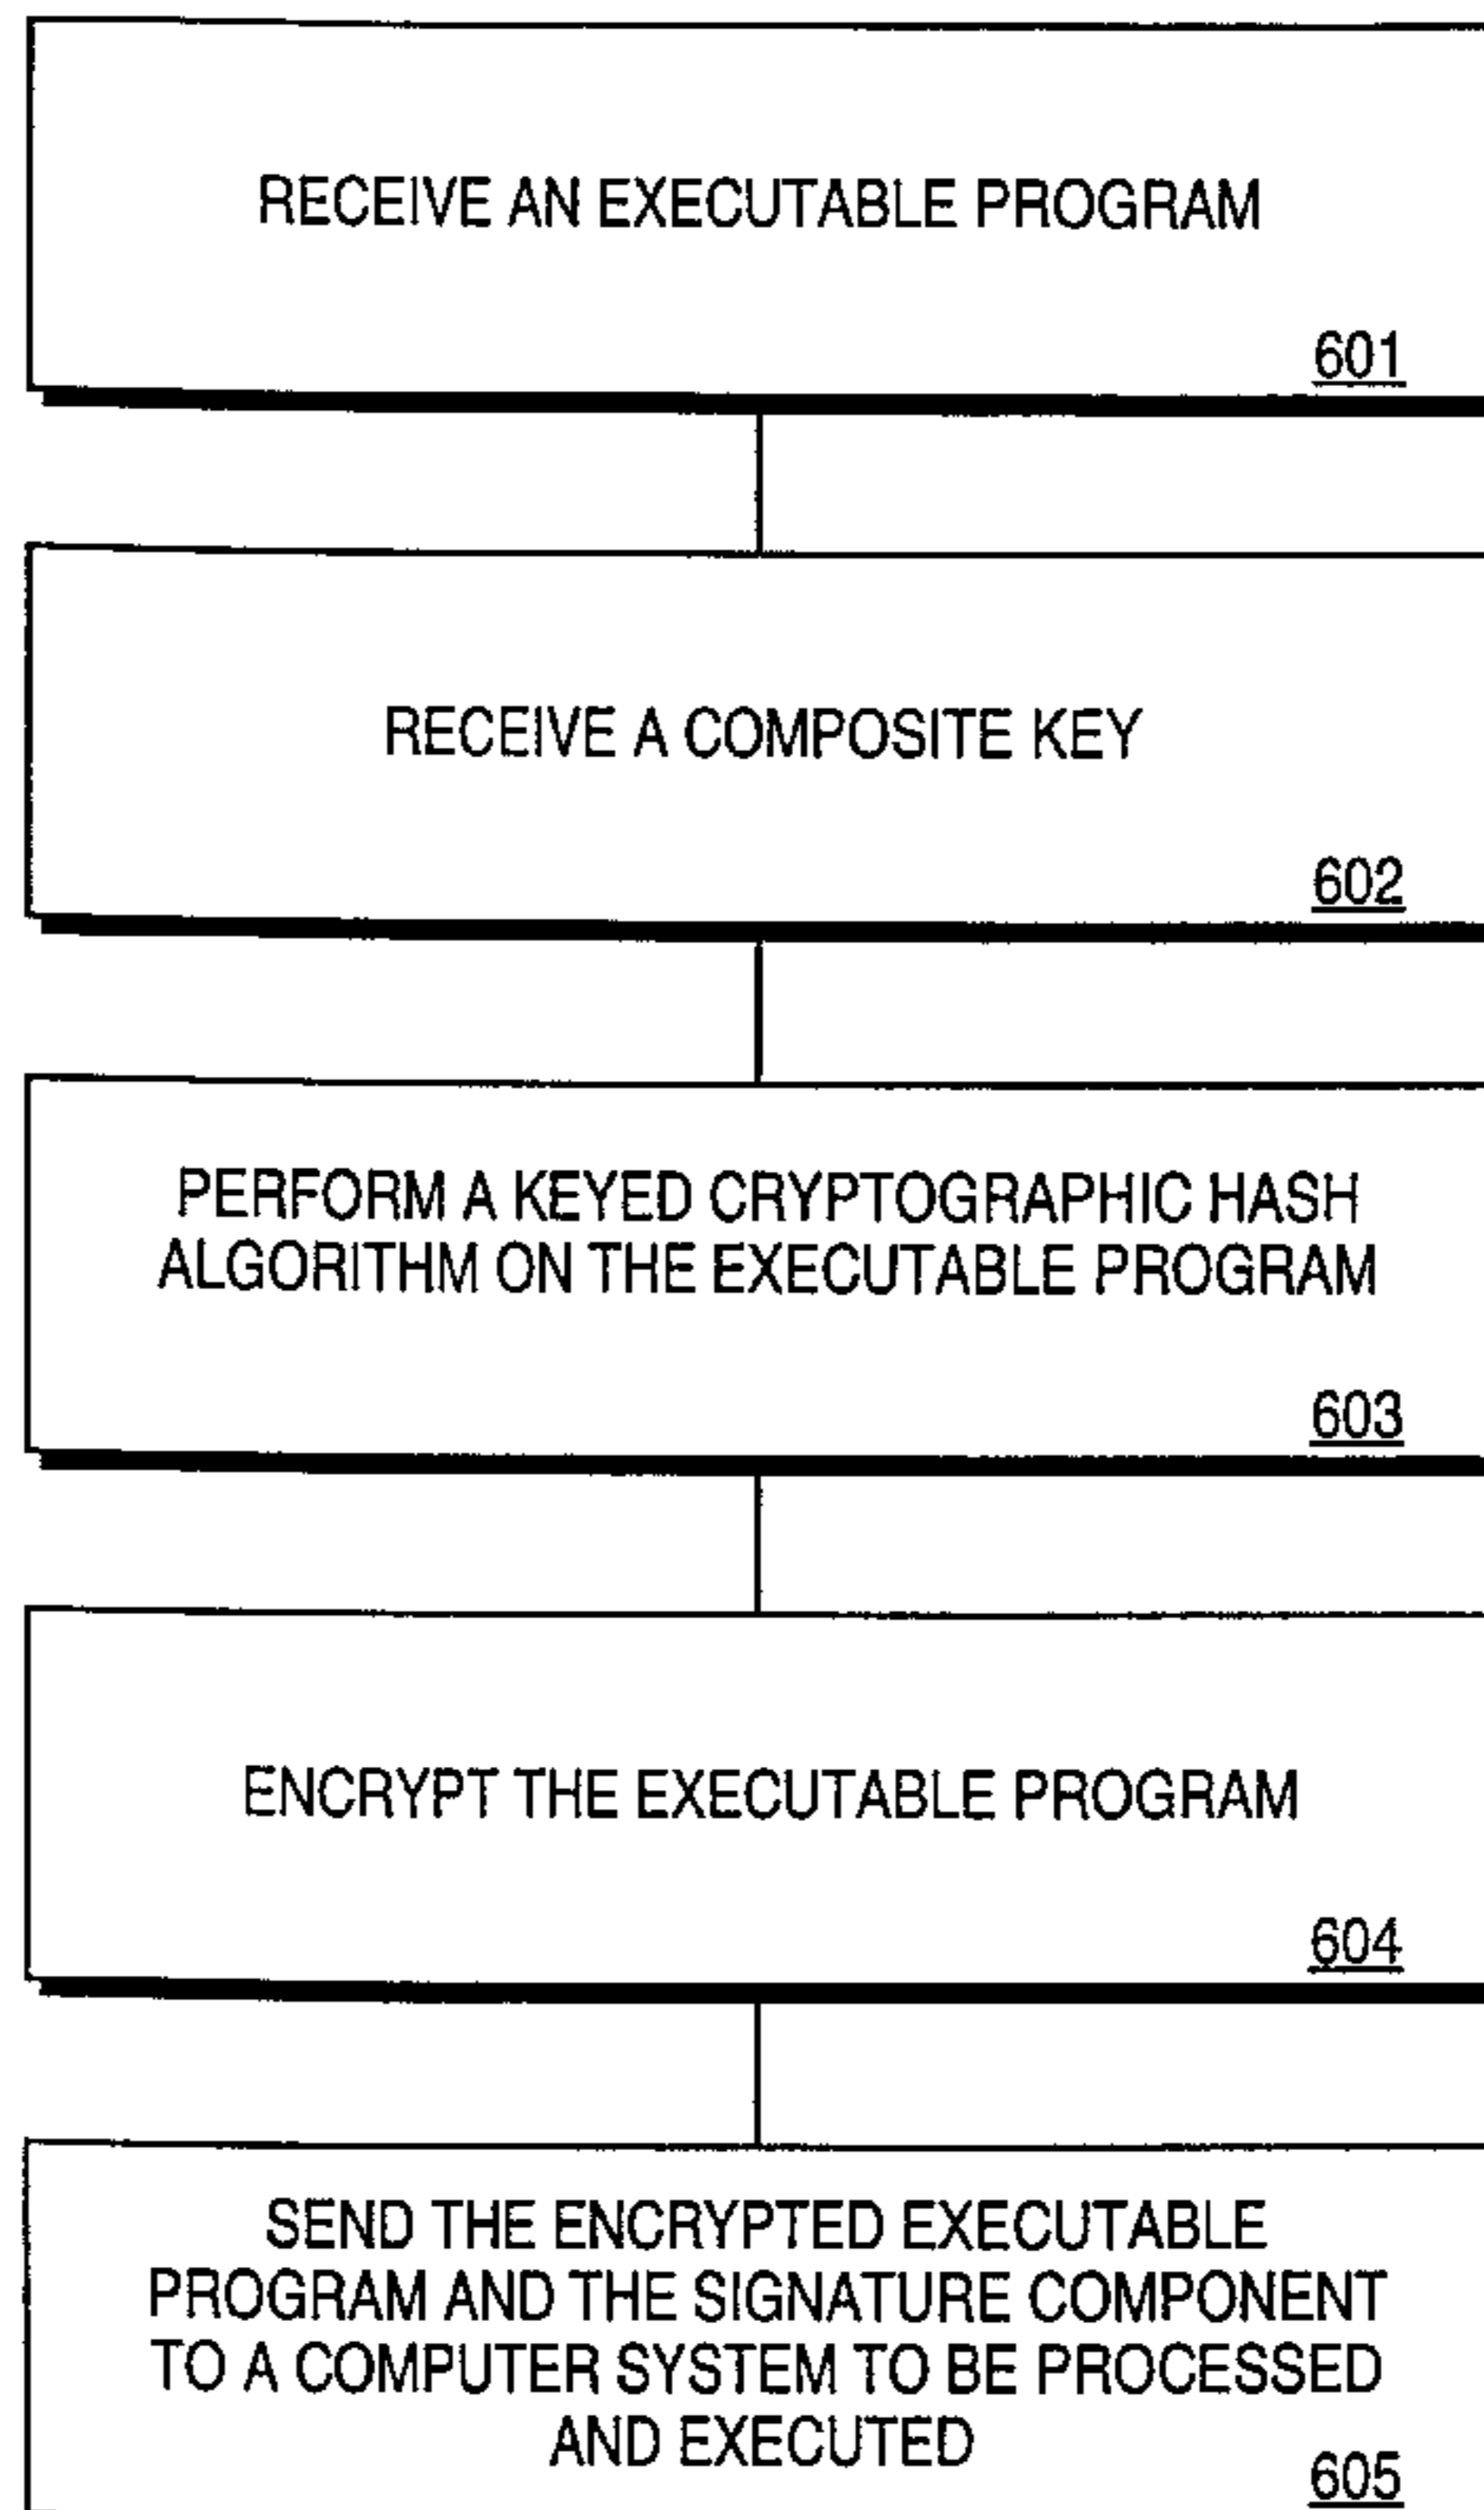 RECEIVE AN EXECUTABLE PROGRAM
601
RECEIVE A COMPOSITE KEY
602
PERFORM A KEYED CRYPTOGRAPHIC HASH
ALGORITHM ON THE EXECUTABLE PROGRAM
603
ENCRYPT THE EXECUTABLE PROGRAM
604
SEND THE ENCRYPTED EXECUTABLE
PROGRAM AND THE SIGNATURE COMPONENT
TO A COMPUTER SYSTEM TO BE PROCESSED
AND EXECUTED
605